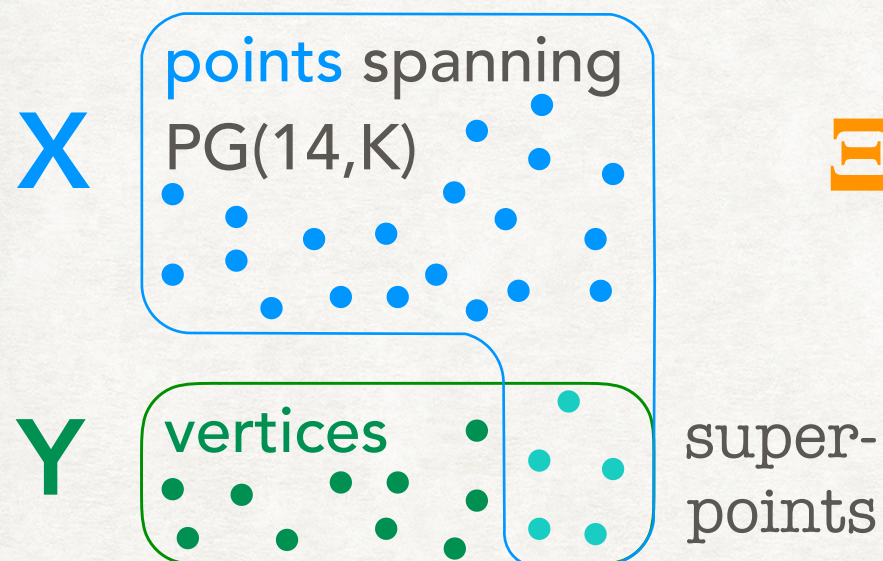 points spanning
X
PG(14,K)
Ξ
Y
vertices
super-
points